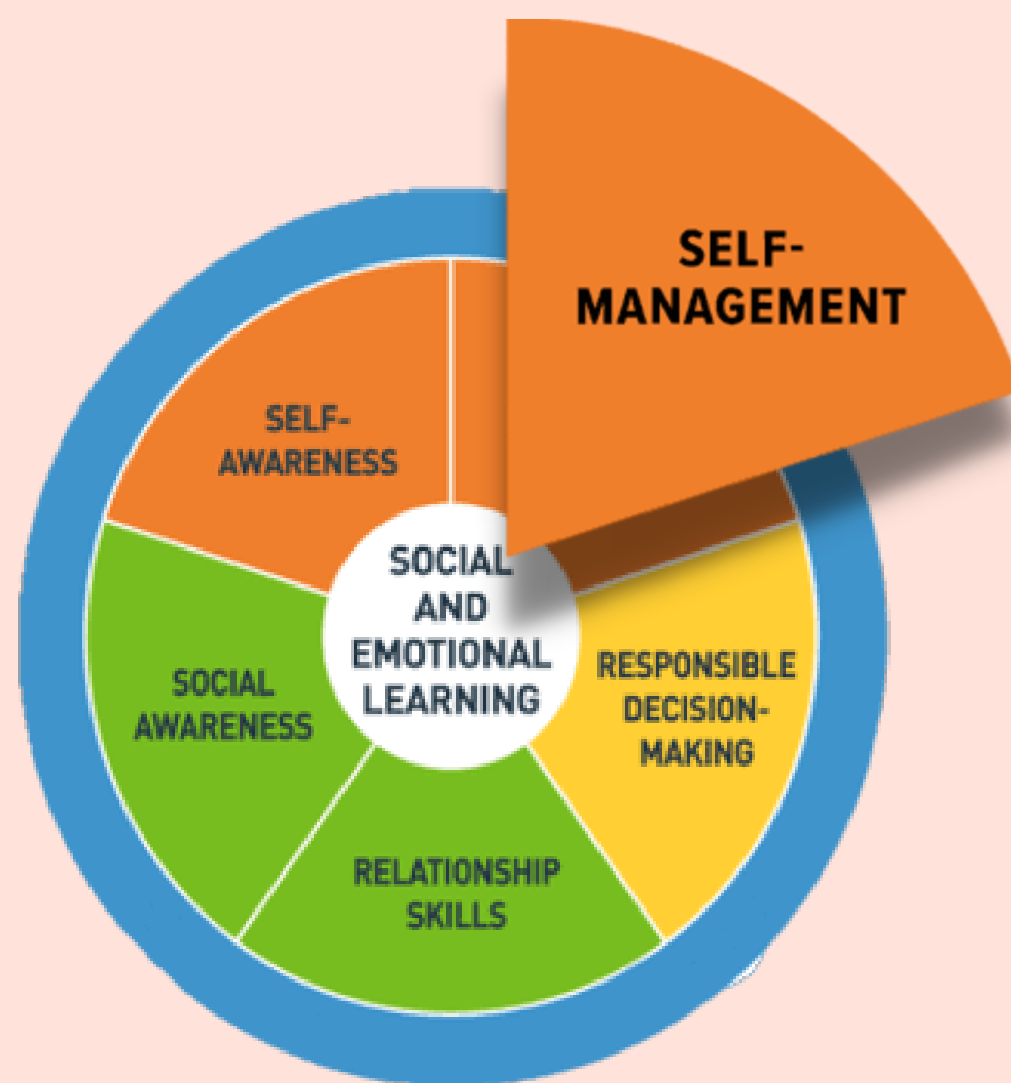 SELF-
MANAGEMENT
SELF-
AWARENESS
SOCIAL
AND
EMOTIONAL
LEARNING
RESPONSIBLE
DECISION-
MAKING
SOCIAL
AWARENESS
RELATIONSHIP
SKILLS